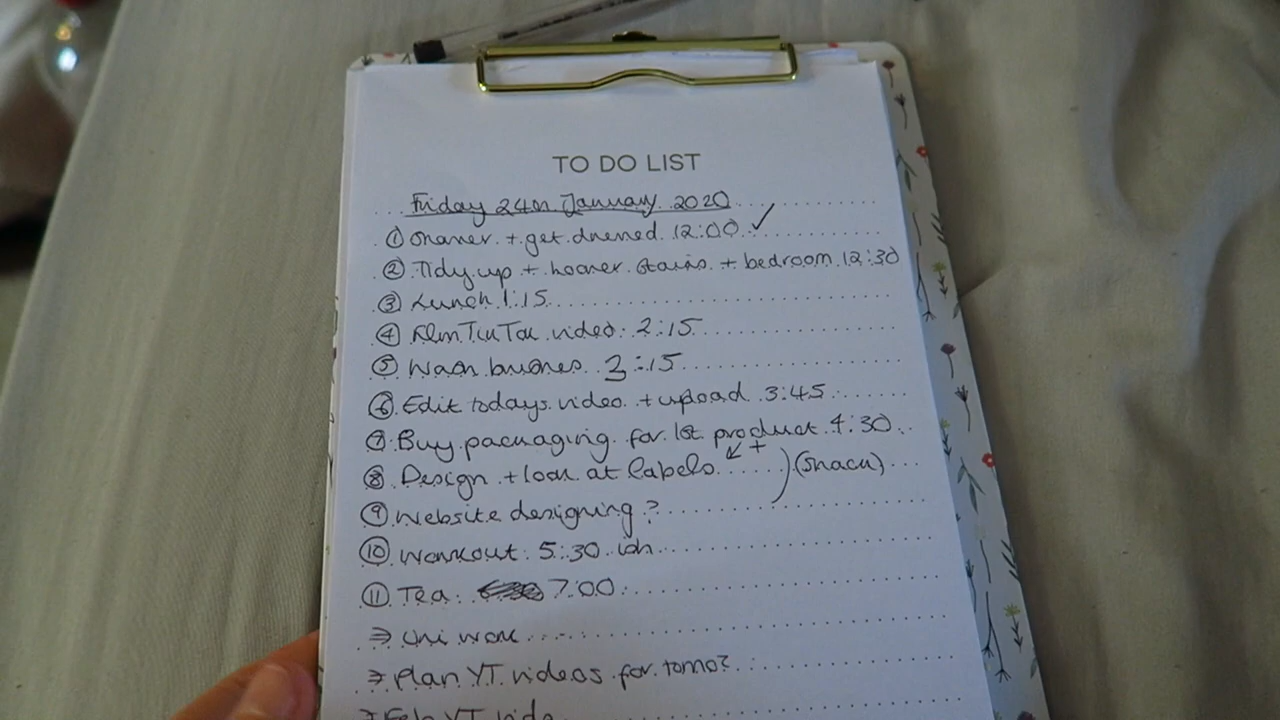 TO DO LIST
Friday 24th January 2020
① Shower + get dressed 12:00 ✓
② Tidy up + hoover stairs + bedroom 12:30
③ Lunch 1:15
④ Film TikTok video 2:15
⑤ Wash brushes 3:15
⑥ Edit todays video + upload 3:45
⑦ Buy packaging for 1st product 4:30
⑧ Design + look at labels ↙ + (snack)
⑨ Website designing?
⑩ Workout 5:30 ish
⑪ Tea 7:00
⇒ Uni work
⇒ Plan YT videos for tomo?
YT